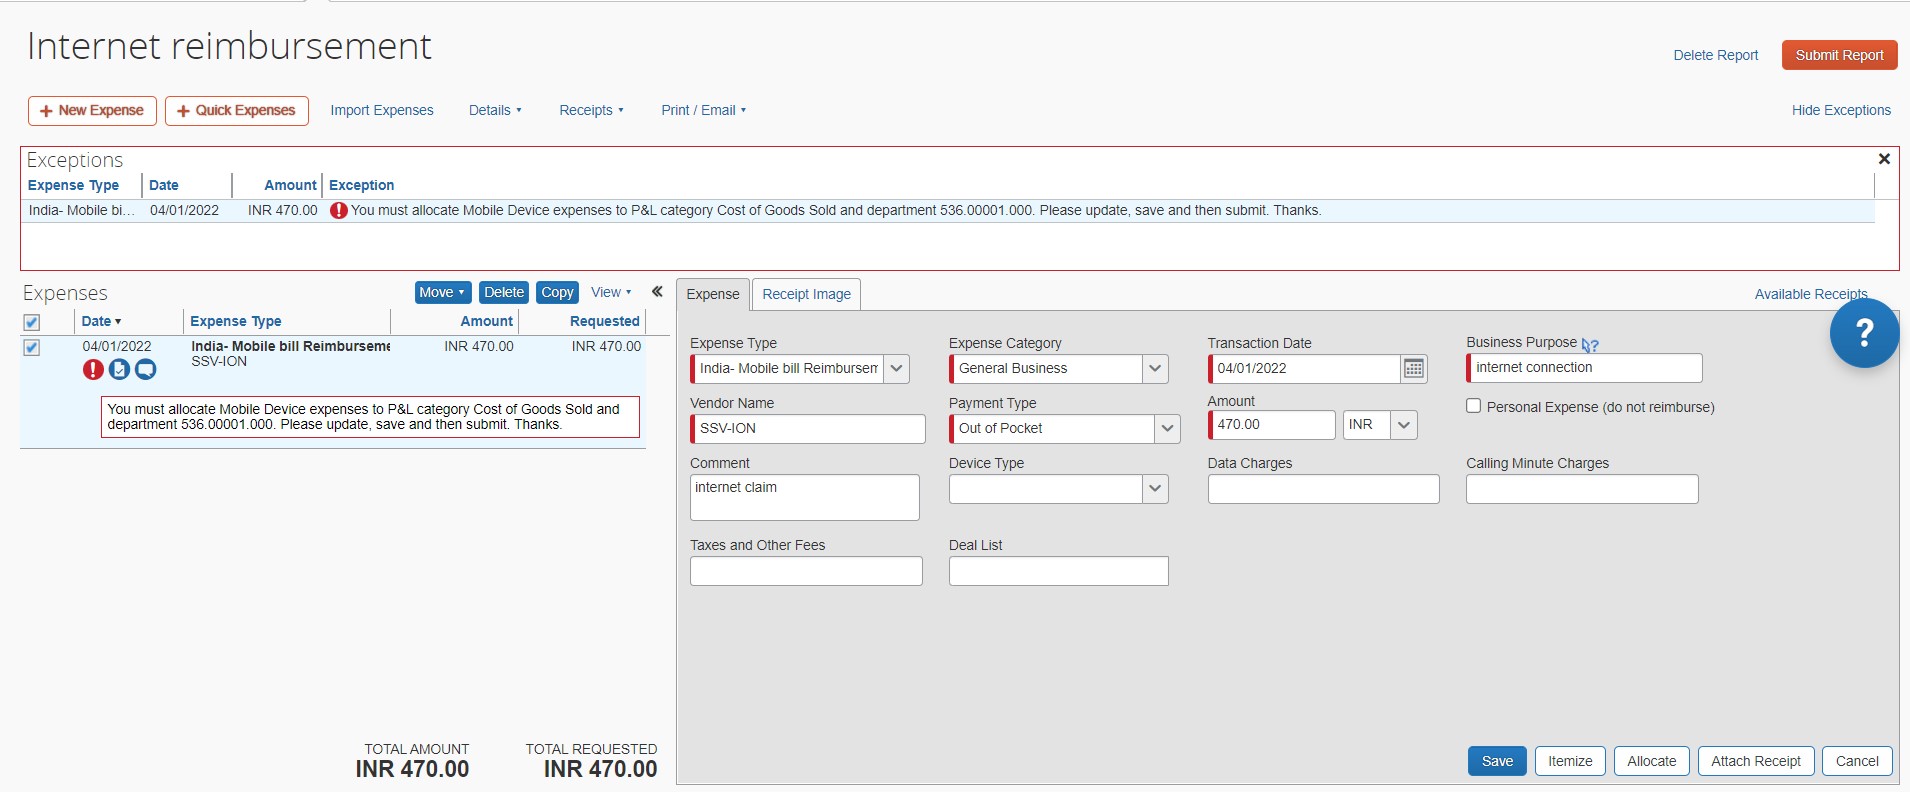 Internet reimbursement
Delete Report
Submit Report
+ New Expense
+ Quick Expenses
Import Expenses
Details
Receipts
Print / Email
Hide Exceptions
Exceptions
Expense Type Date Amount Exception
India- Mobile bi... 04/01/2022 INR 470.00 You must allocate Mobile Device expenses to P&L category Cost of Goods Sold and department 536.00001.000. Please update, save and then submit. Thanks.
Expenses
Move Delete Copy View
Date Expense Type Amount Requested
04/01/2022 India- Mobile bill Reimburseme INR 470.00 INR 470.00
SSV-ION
You must allocate Mobile Device expenses to P&L category Cost of Goods Sold and
department 536.00001.000. Please update, save and then submit. Thanks.
TOTAL AMOUNT TOTAL REQUESTED
INR 470.00 INR 470.00
Expense Receipt Image
Available Receipts
?
Expense Type Expense Category Transaction Date Business Purpose ?
India- Mobile bill Reimbursem General Business 04/01/2022 internet connection
Vendor Name Payment Type Amount
Personal Expense (do not reimburse)
SSV-ION Out of Pocket 470.00 INR
Comment Device Type Data Charges Calling Minute Charges
internet claim
Taxes and Other Fees Deal List
Save Itemize Allocate Attach Receipt Cancel